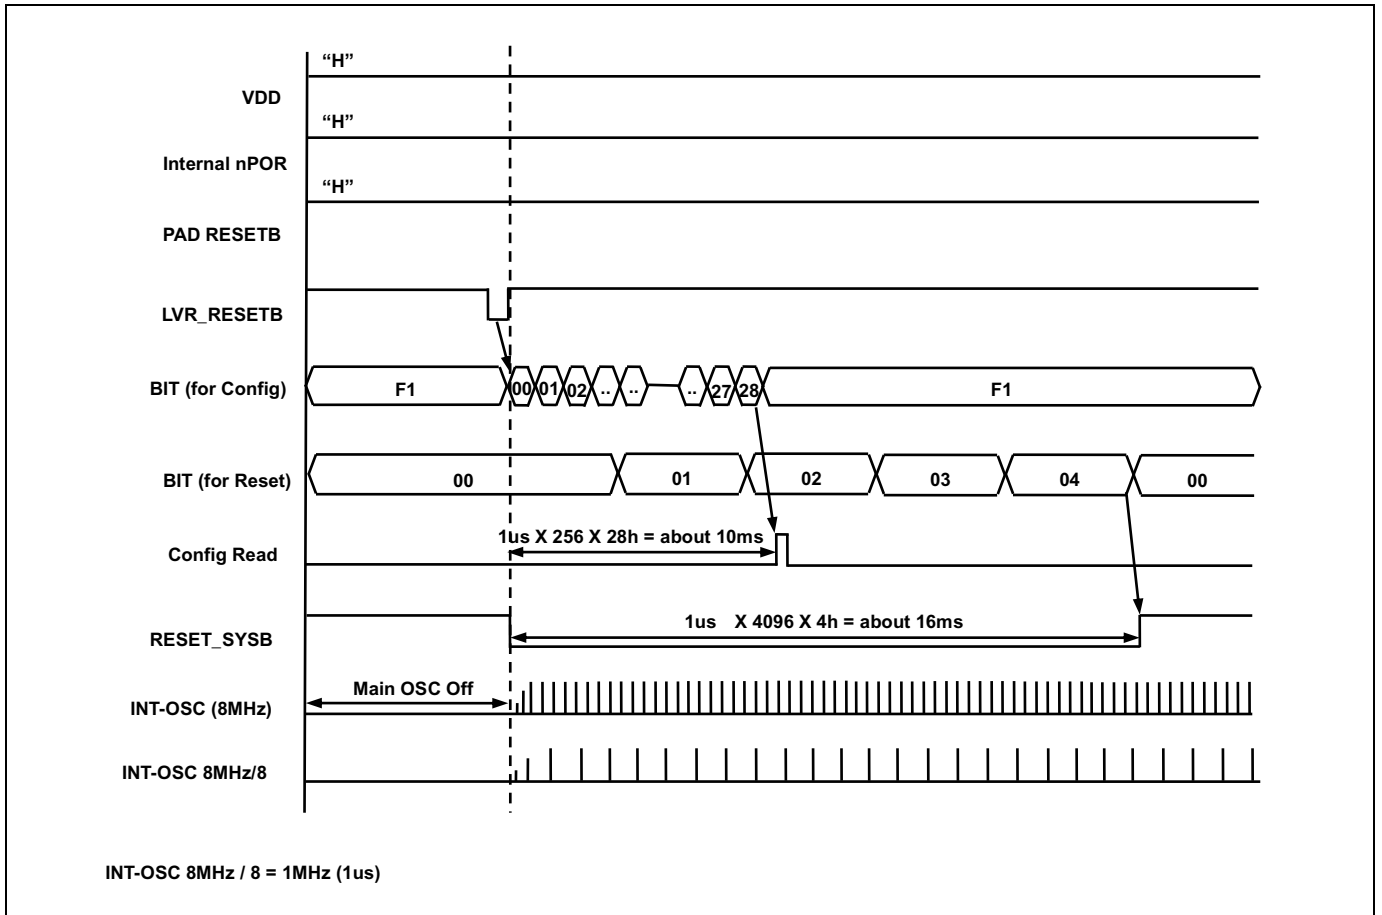 “H”
VDD
“H”
Internal nPOR
“H”
PAD RESETB
LVR_RESETB
BIT (for Config) F1 00 01 02 .. .. .. 27 28 F1
BIT (for Reset) 00 01 02 03 04 00
1us X 256 X 28h = about 10ms
Config Read
1us X 4096 X 4h = about 16ms
RESET_SYSB
Main OSC Off
INT-OSC (8MHz)
INT-OSC 8MHz/8
INT-OSC 8MHz / 8 = 1MHz (1us)